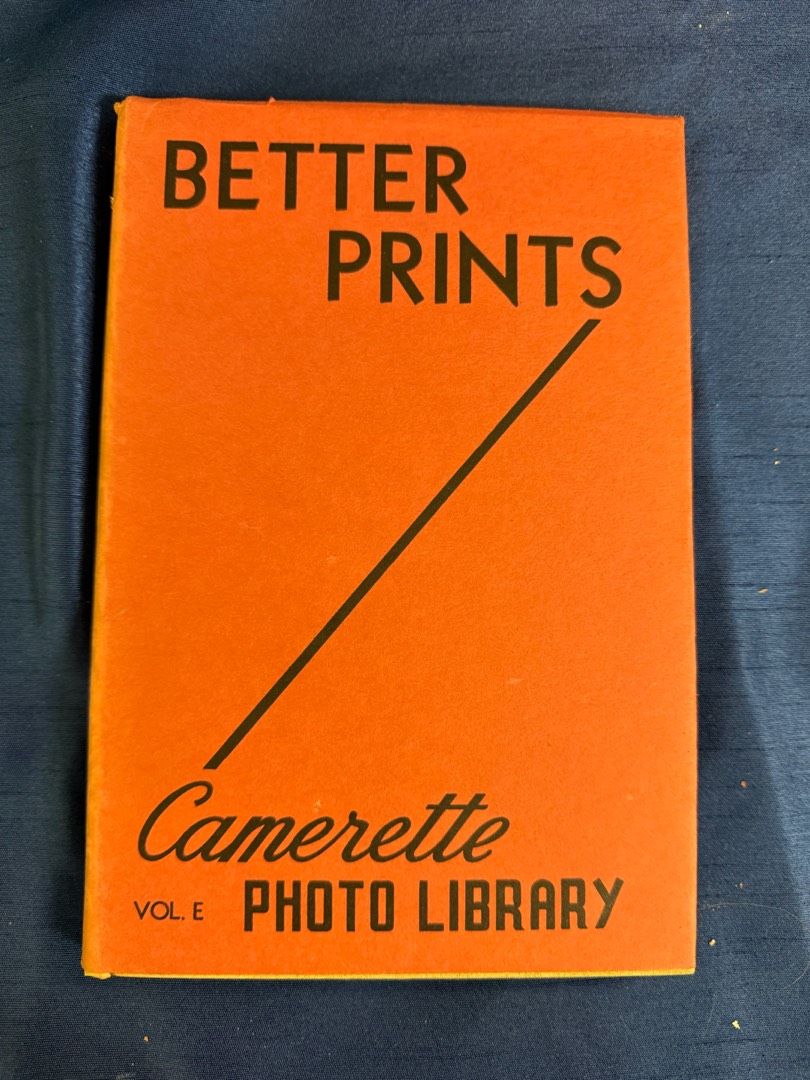 BETTER
PRINTS
Camerette
VOL. E PHOTO LIBRARY